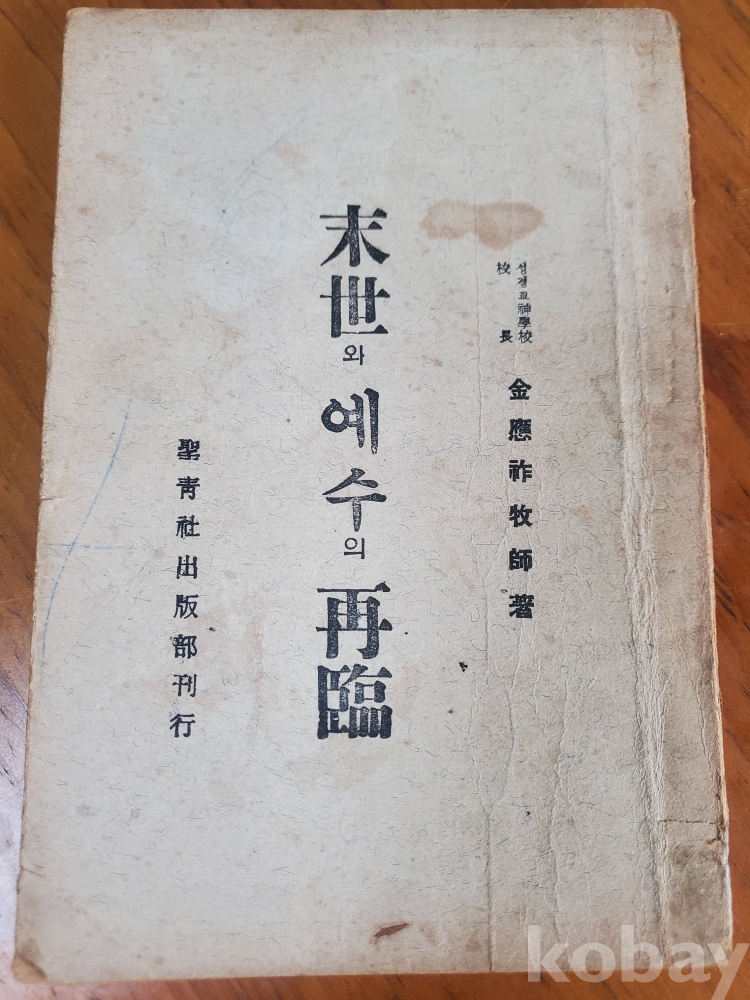 성결교神學校
校長
金應祚牧師著
末世와예수의再臨
聖靑社出版部刊行
kobay